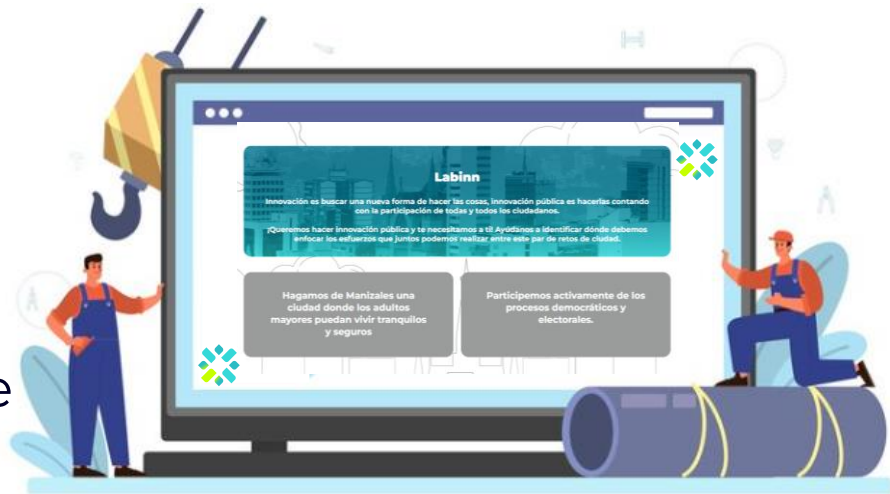 Labinn
Innovación es buscar una nueva forma de hacer las cosas, innovación pública es hacerlas contando
con la participación de todas y todos los ciudadanos.
¡Queremos hacer innovación pública y te necesitamos a ti! Ayúdanos a identificar dónde debemos
enfocar los esfuerzos que juntos podemos realizar entre este par de retos de ciudad.
Hagamos de Manizales una
ciudad donde los adultos
mayores puedan vivir tranquilos
y seguros
Participemos activamente de los
procesos democráticos y
electorales.
e